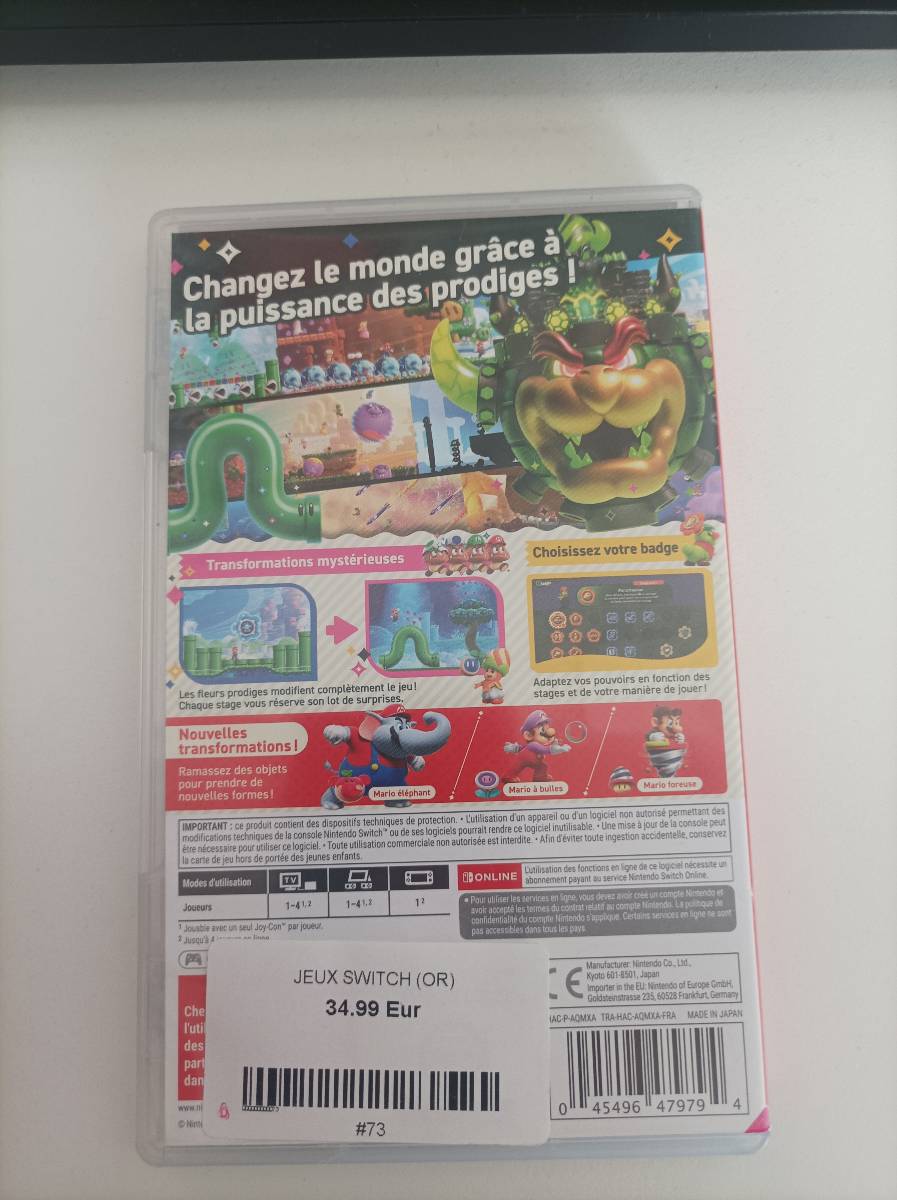 Changez le monde grâce à
la puissance des prodiges !
Transformations mystérieuses
Choisissez votre badge
Les fleurs prodiges modifient complètement le jeu !
Chaque stage vous réserve son lot de surprises.
Adaptez vos pouvoirs en fonction des
stages et de votre manière de jouer !
Nouvelles
transformations !
Ramassez des objets
pour prendre de
nouvelles formes !
Mario éléphant
Mario à bulles
Mario foreuse
IMPORTANT : ce produit contient des dispositifs techniques de protection. • L'utilisation d'un appareil ou d'un logiciel non autorisé permettant des
modifications techniques de la console Nintendo Switch™ ou de ses logiciels pourrait rendre ce logiciel inutilisable. • Une mise à jour de la console peut
être nécessaire pour utiliser ce logiciel. • Toute utilisation commerciale non autorisée est interdite. • Afin d'éviter toute ingestion accidentelle, conservez
la carte de jeu hors de portée des jeunes enfants.
Modes d'utilisation
TV
Joueurs
1-4 1, 2
1-4 1, 2
1 2
ONLINE
L'utilisation des fonctions en ligne de ce logiciel nécessite un
abonnement payant au service Nintendo Switch Online.
• Pour utiliser les services en ligne, vous devez avoir créé un compte Nintendo et
avoir accepté les termes du contrat relatif au compte Nintendo. La politique de
confidentialité du compte Nintendo s'applique. Certains services en ligne ne sont
pas accessibles dans tous les pays.
1 Jouable avec un seul Joy-Con™ par joueur.
2 Jusqu'à 4
JEUX SWITCH (OR)
34.99 Eur
#73
CE
Manufacturer: Nintendo Co., Ltd.,
Kyoto 601-8501, Japan
Importer in the EU: Nintendo of Europe GmbH,
Goldsteinstrasse 235, 60528 Frankfurt, Germany
HAC-P-AQMXA TRA-HAC-AQMXA-FRA MADE IN JAPAN
0 45496 47979 4
Che
l'uti
des
part
dan
www.ni
© Nint